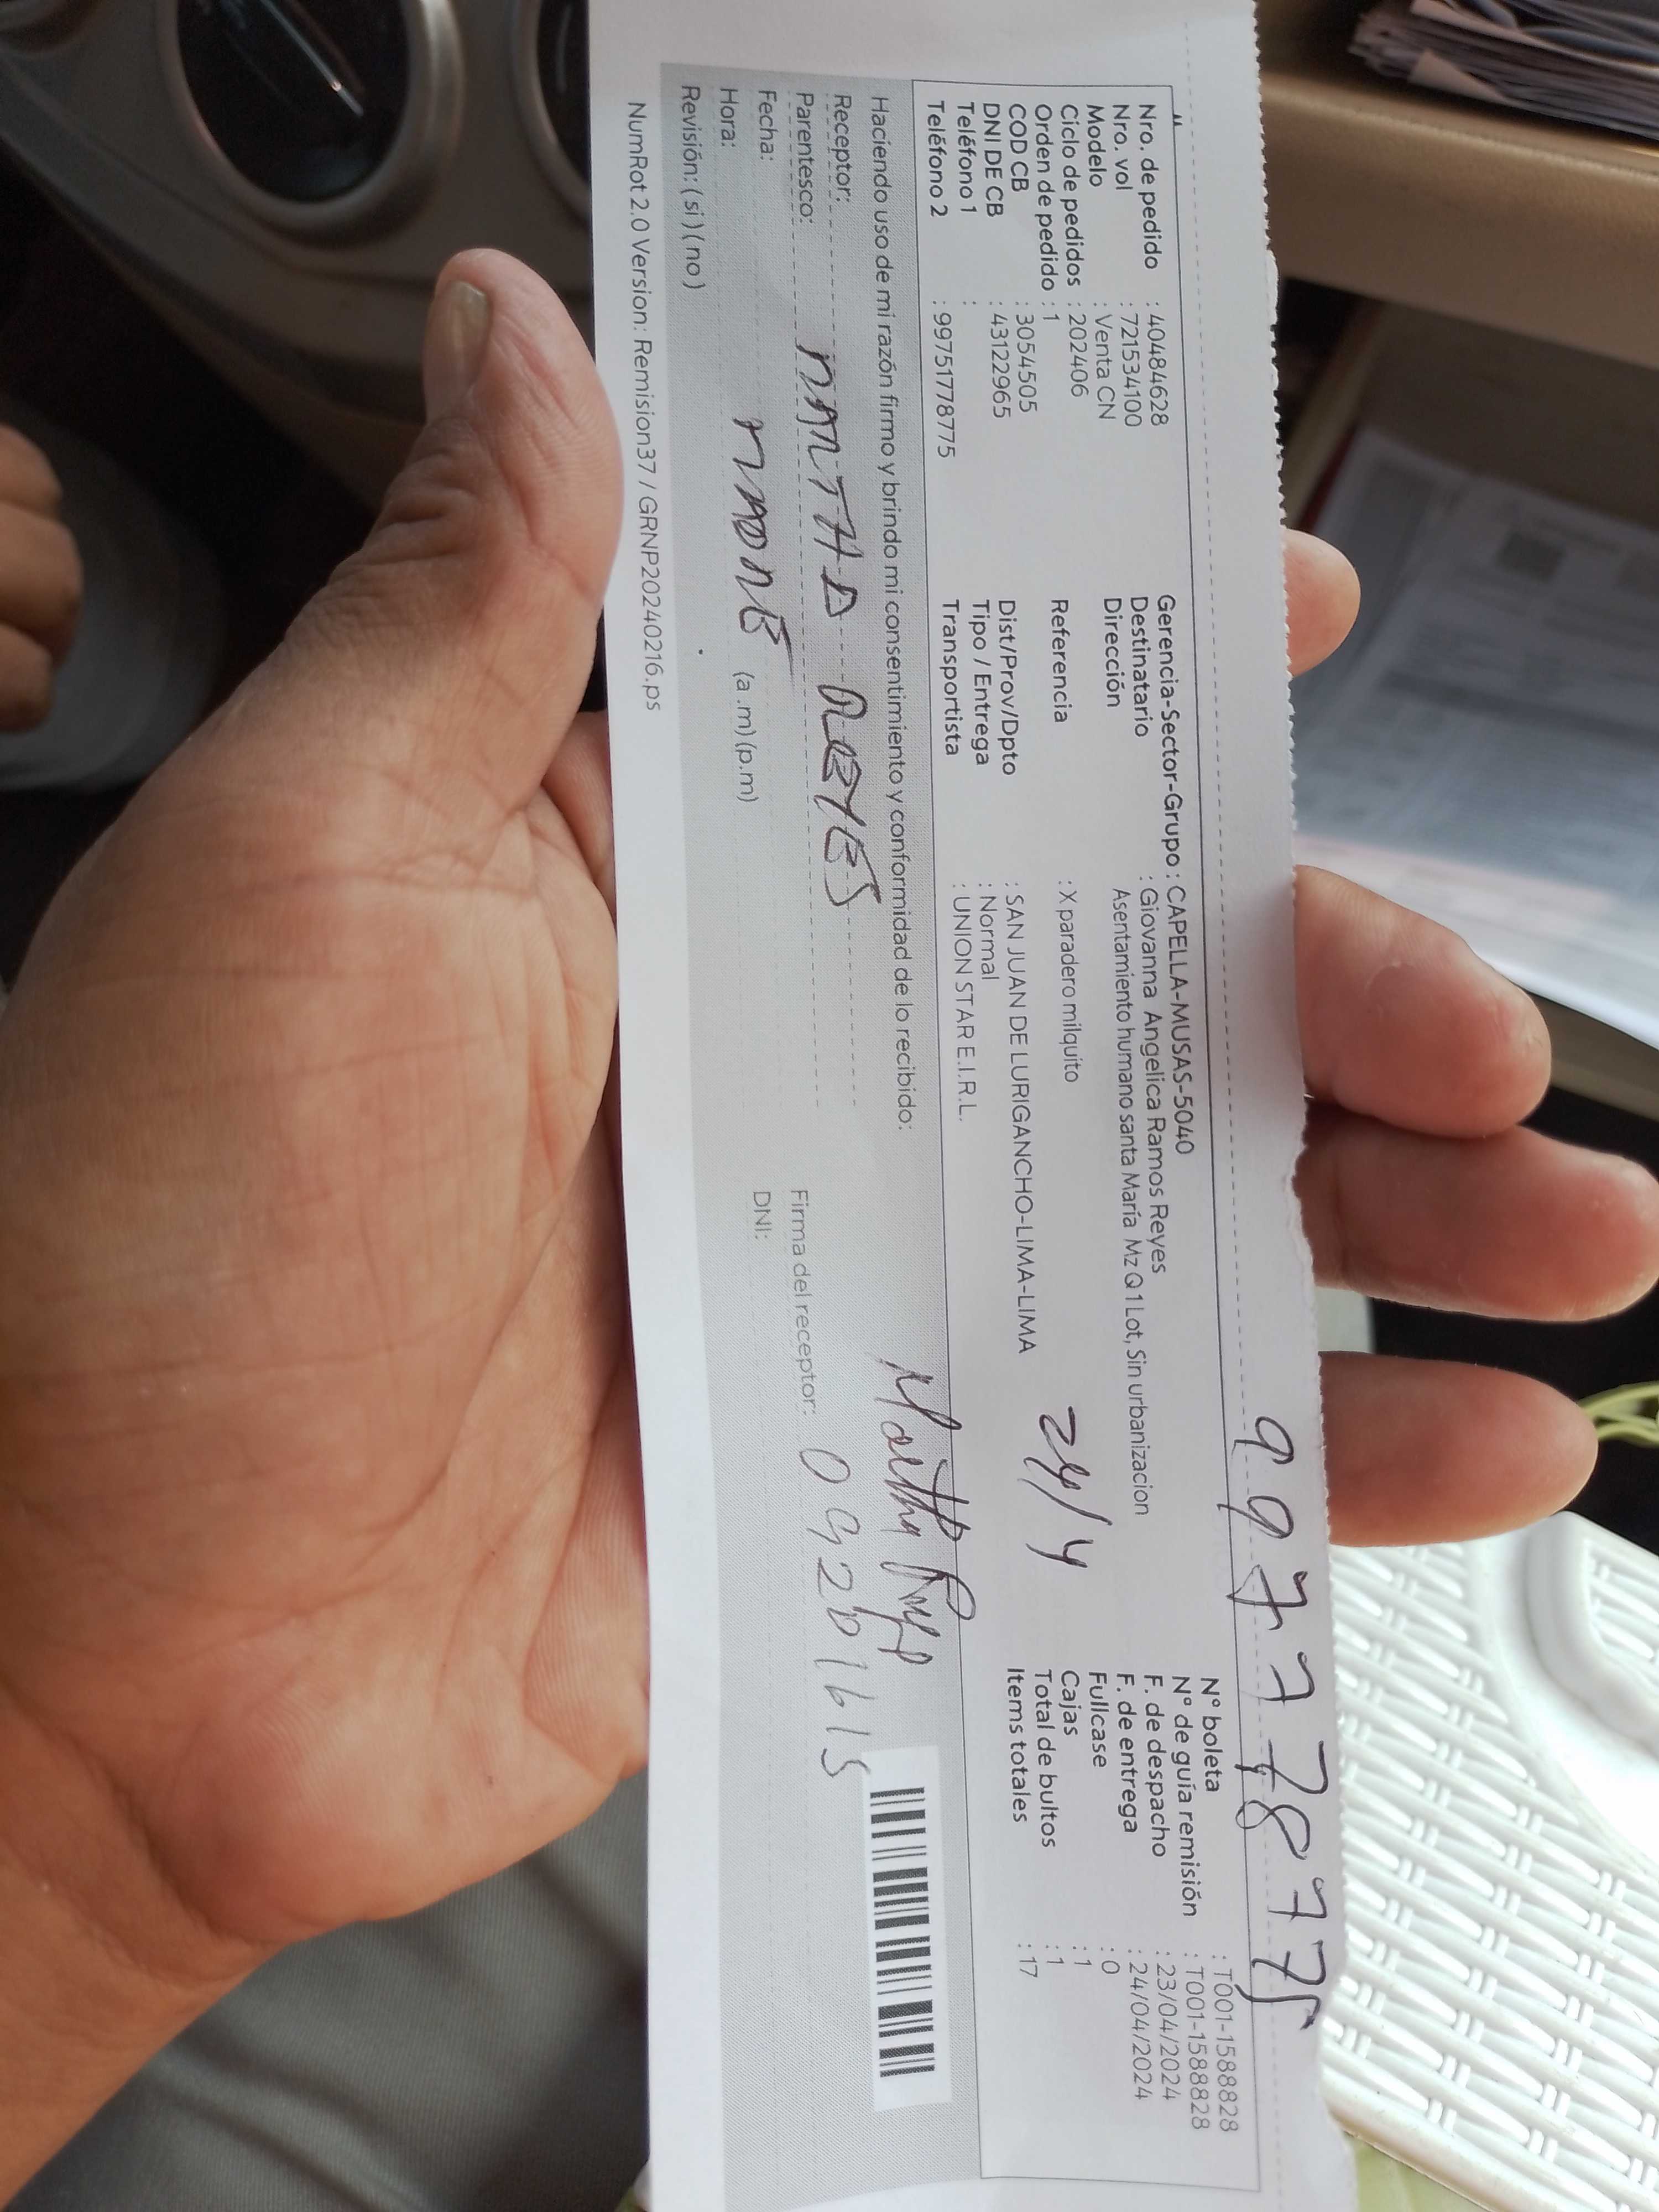 997778775
Nro. de pedido : 40484628
Nro. vol : 721534100
Modelo : Venta CN
Ciclo de pedidos : 202406
Orden de pedido : 1
COD CB : 3054505
DNI DE CB : 43122965
Teléfono 1 :
Teléfono 2 : 99751778775
Gerencia-Sector-Grupo : CAPELLA-MUSAS-5040
Destinatario : Giovanna Angelica Ramos Reyes
Dirección Asentamiento humano santa María Mz Q 1 Lot, Sin urbanizacion
Referencia : X paradero milquito
Dist/Prov/Dpto : SAN JUAN DE LURIGANCHO-LIMA-LIMA
Tipo / Entrega : Normal
Transportista : UNION STAR E.I.R.L.
24/4
N° boleta : T001-1588828
N° de guía remisión : T001-1588828
F. de despacho : 23/04/2024
F. de entrega : 24/04/2024
Fullcase : 0
Cajas : 1
Total de bultos : 1
Items totales : 17
Haciendo uso de mi razón firmo y brindo mi consentimiento y conformidad de lo recibido:
Receptor: MARTHA REYES
Parentesco:
Fecha: MADRE
Hora: (a .m) (p.m)
Revisión: ( si ) ( no )
Martha
Firma del receptor:
DNI:
NumRot 2.0 Version: Remision37 / GRNP20240216.ps